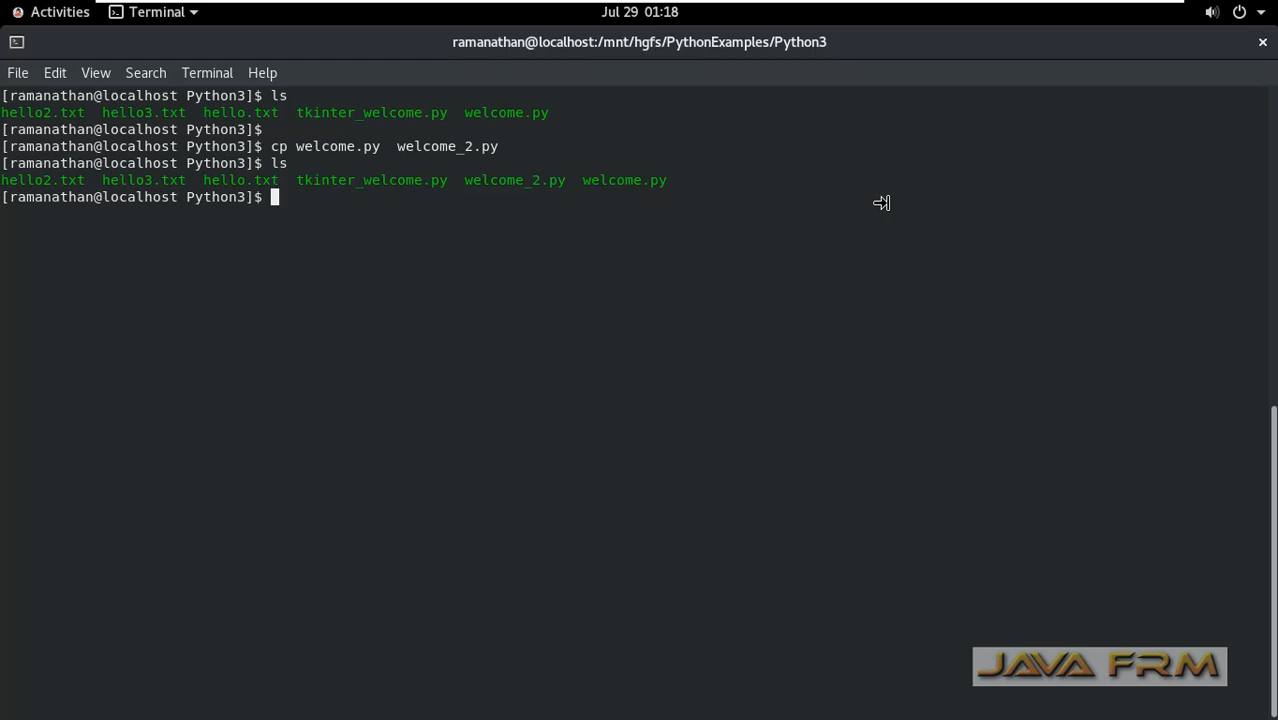 Activities Terminal Jul 29 01:18
ramanathan@localhost:/mnt/hgfs/PythonExamples/Python3
File Edit View Search Terminal Help
[ramanathan@localhost Python3]$ ls
hello2.txt  hello3.txt  hello.txt  tkinter_welcome.py  welcome.py
[ramanathan@localhost Python3]$
[ramanathan@localhost Python3]$ cp welcome.py  welcome_2.py
[ramanathan@localhost Python3]$ ls
hello2.txt  hello3.txt  hello.txt  tkinter_welcome.py  welcome_2.py  welcome.py
[ramanathan@localhost Python3]$
JAVA FRM